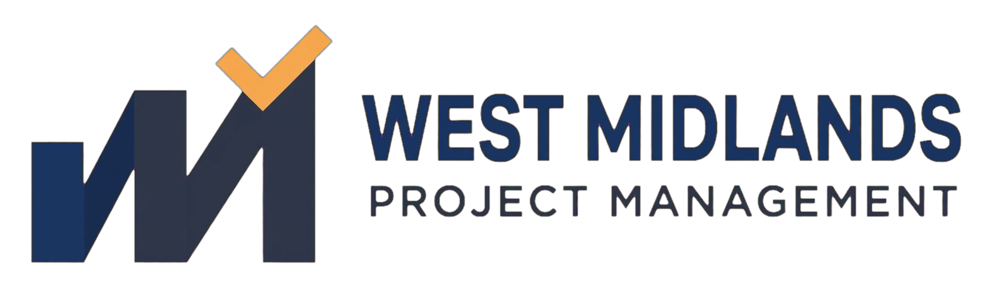 WEST MIDLANDS
PROJECT MANAGEMENT